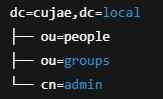 dc=cujae,dc=local
├── ou=people
├── ou=groups
└── cn=admin